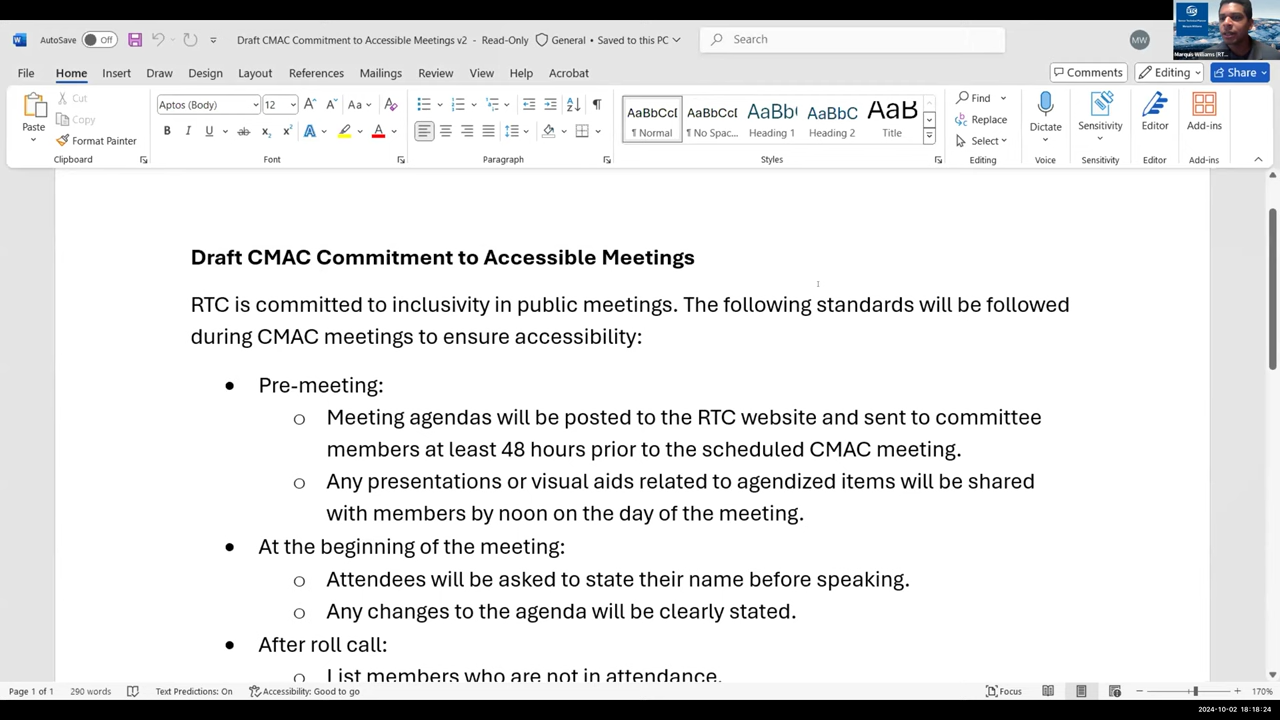 AutoSave Off Draft CMAC Commitment to Accessible Meetings v2 - Read-Only General • Saved to this PC Search MW
Marquis Williams (RT...
File Home Insert Draw Design Layout References Mailings Review View Help Acrobat Comments Editing Share
Paste Cut Copy Format Painter
Aptos (Body) 12
AaBbCcI AaBbCcI AaBb( AaBbC AaB
¶ Normal ¶ No Spac... Heading 1 Heading 2 Title
Find Replace Select
Dictate Sensitivity Editor Add-ins
Clipboard Font Paragraph Styles Editing Voice Sensitivity Editor Add-ins
Draft CMAC Commitment to Accessible Meetings
RTC is committed to inclusivity in public meetings. The following standards will be followed
during CMAC meetings to ensure accessibility:
• Pre-meeting:
o Meeting agendas will be posted to the RTC website and sent to committee
members at least 48 hours prior to the scheduled CMAC meeting.
o Any presentations or visual aids related to agendized items will be shared
with members by noon on the day of the meeting.
• At the beginning of the meeting:
o Attendees will be asked to state their name before speaking.
o Any changes to the agenda will be clearly stated.
• After roll call:
o List members who are not in attendance.
Page 1 of 1 290 words Text Predictions: On Accessibility: Good to go Focus 170%
2024-10-02 18:18:24